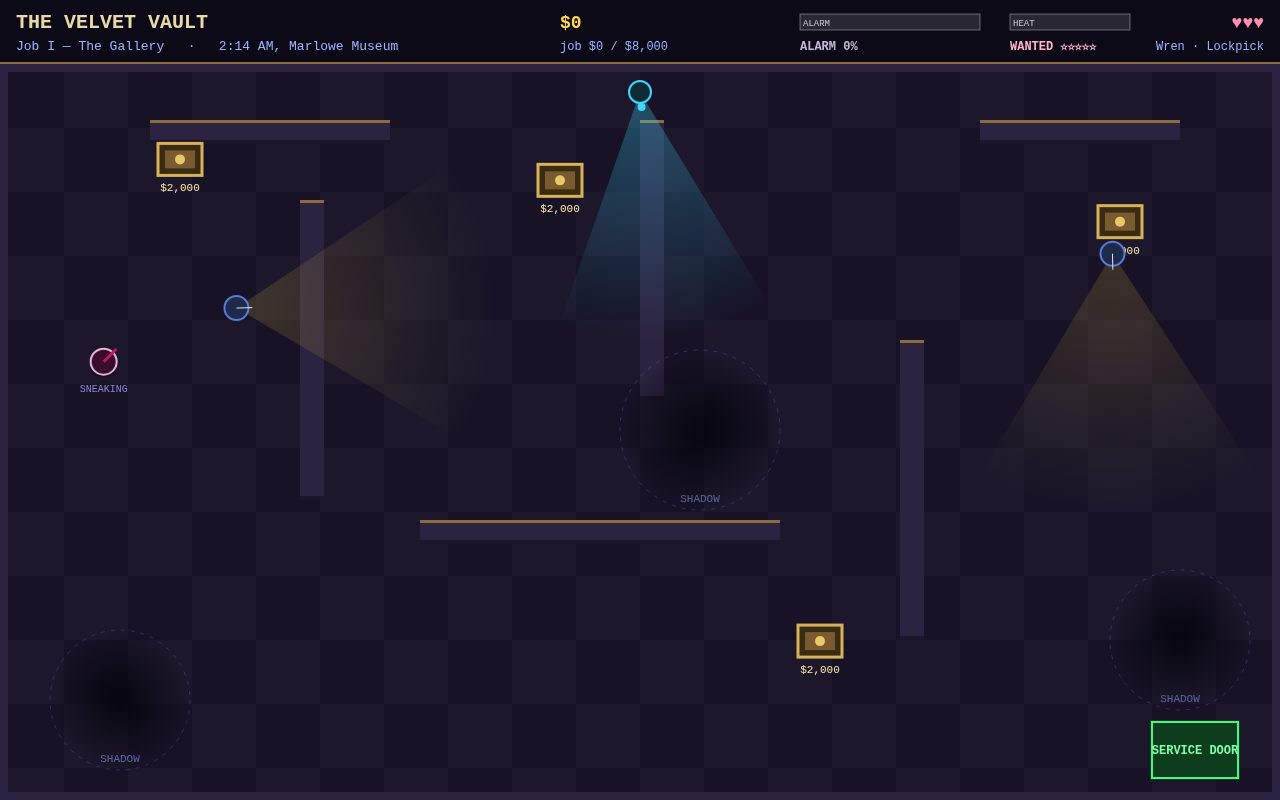 THE VELVET VAULT
$0
ALARM
HEAT
♥♥♥
Job I — The Gallery · 2:14 AM, Marlowe Museum
job $0 / $8,000
ALARM 0%
WANTED ☆☆☆☆☆
Wren · Lockpick
$2,000
$2,000
000
SNEAKING
SHADOW
$2,000
SHADOW
SERVICE DOOR
SHADOW